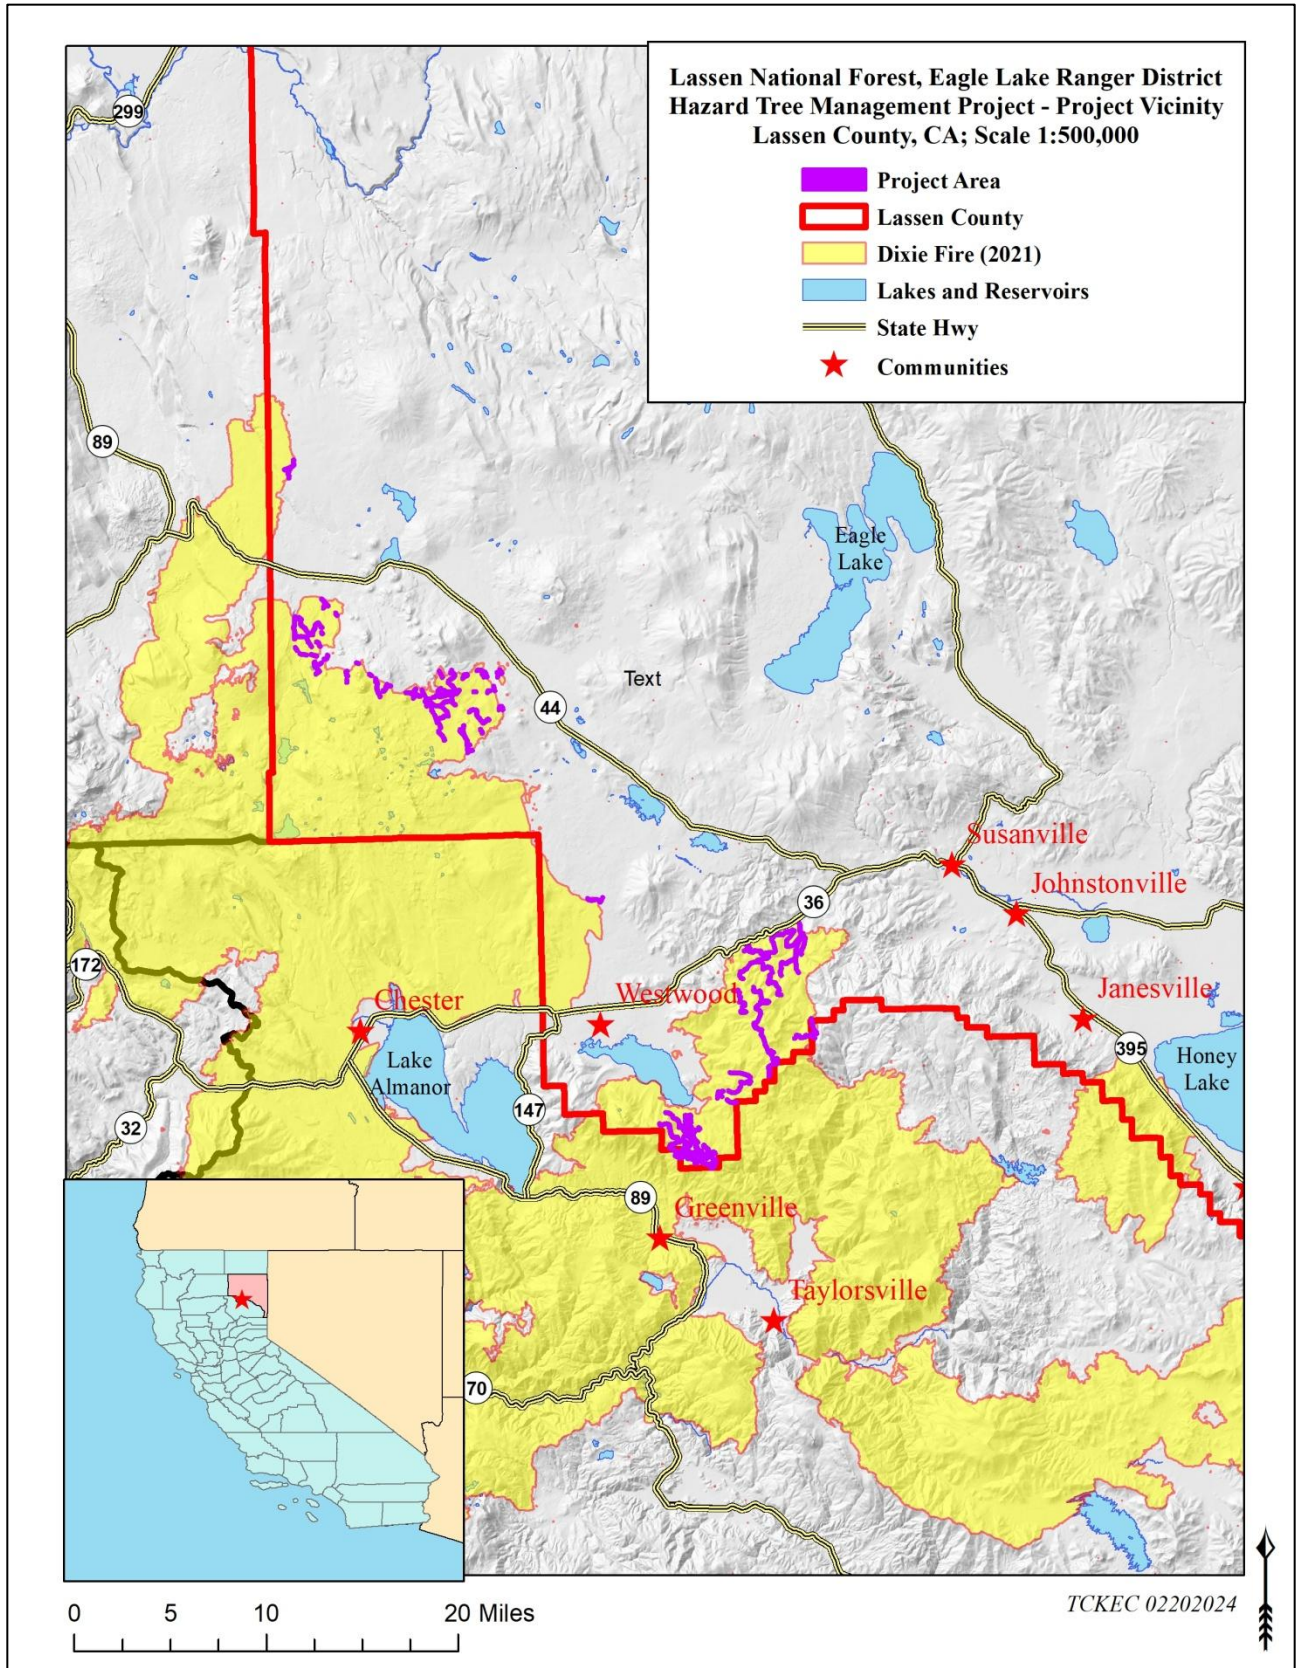 Lassen National Forest, Eagle Lake Ranger District
Hazard Tree Management Project - Project Vicinity
Lassen County, CA; Scale 1:500,000
Project Area
Lassen County
Dixie Fire (2021)
Lakes and Reservoirs
State Hwy
Communities
299
89
Eagle
Lake
Text
44
Susanville
Johnstonville
36
172
Chester
Westwood
Janesville
Lake
Almanor
395
Honey
Lake
147
32
89
Greenville
Taylorsville
70
0 5 10 20 Miles
TCKEC 02202024